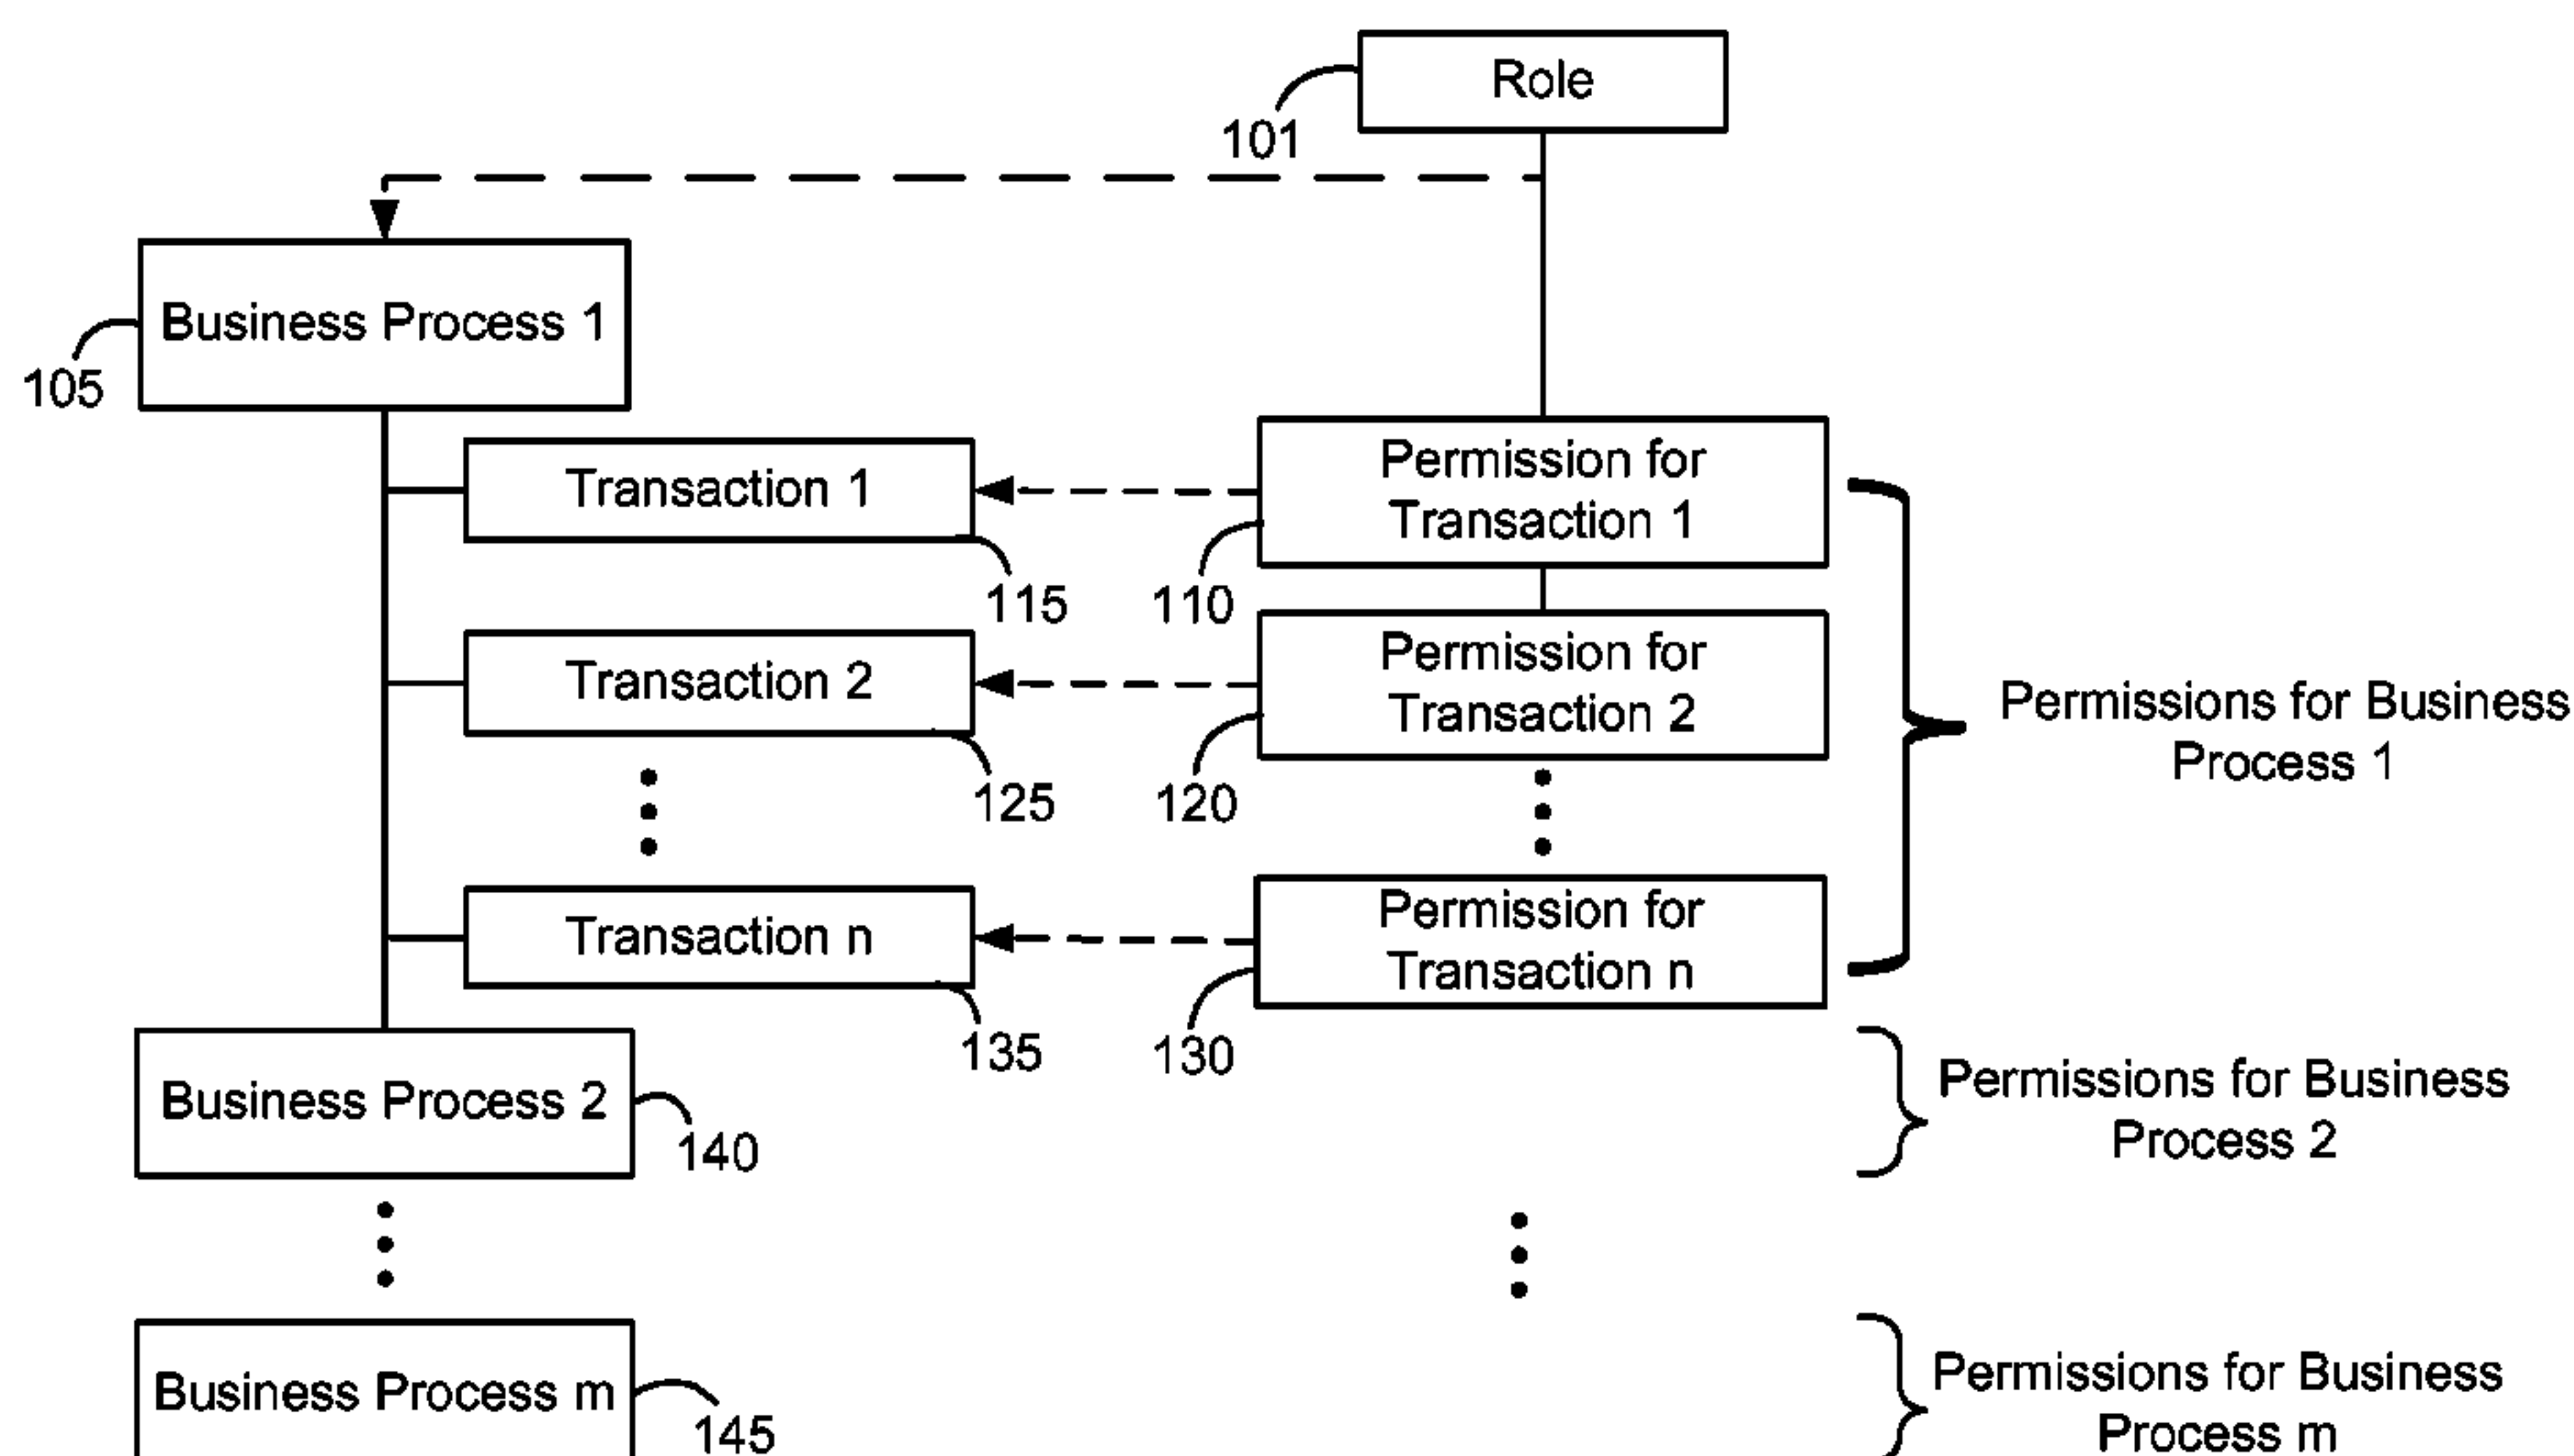 Role
101
Business Process 1
105
Transaction 1
Permission for
Transaction 1
115
110
Transaction 2
Permission for
Transaction 2
125
120
Permissions for Business
Process 1
Transaction n
Permission for
Transaction n
135
130
Business Process 2
140
Permissions for Business
Process 2
Business Process m
145
Permissions for Business
Process m